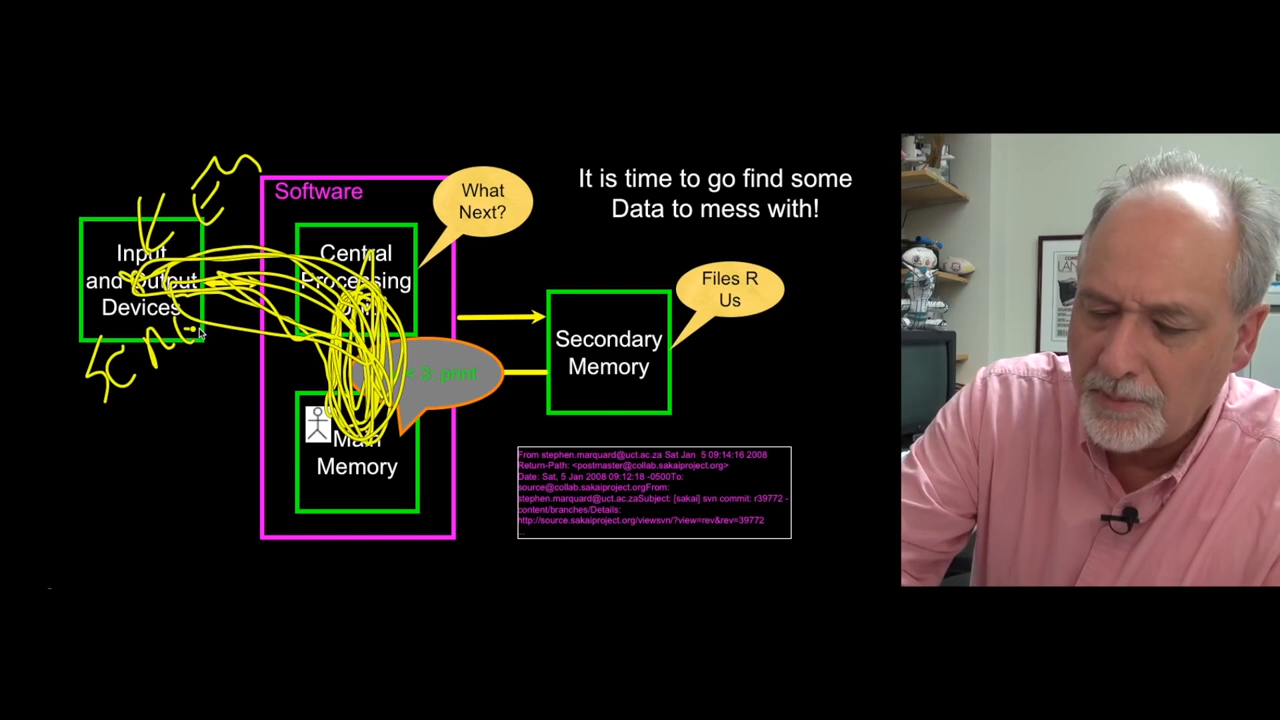 Software
What
Next?
It is time to go find some
Data to mess with!
Input
and Output
Devices
Central
Processing
Files R
Us
Secondary
Memory
< 3: print
Main
Memory
From stephen.marquard@uct.ac.za Sat Jan 5 09:14:16 2008
Return-Path: <postmaster@collab.sakaiproject.org>
Date: Sat, 5 Jan 2008 09:12:18 -0500To:
source@collab.sakaiproject.orgFrom:
stephen.marquard@uct.ac.zaSubject: [sakai] svn commit: r39772 -
content/branches/Details:
http://source.sakaiproject.org/viewsvn/?view=rev&rev=39772
...